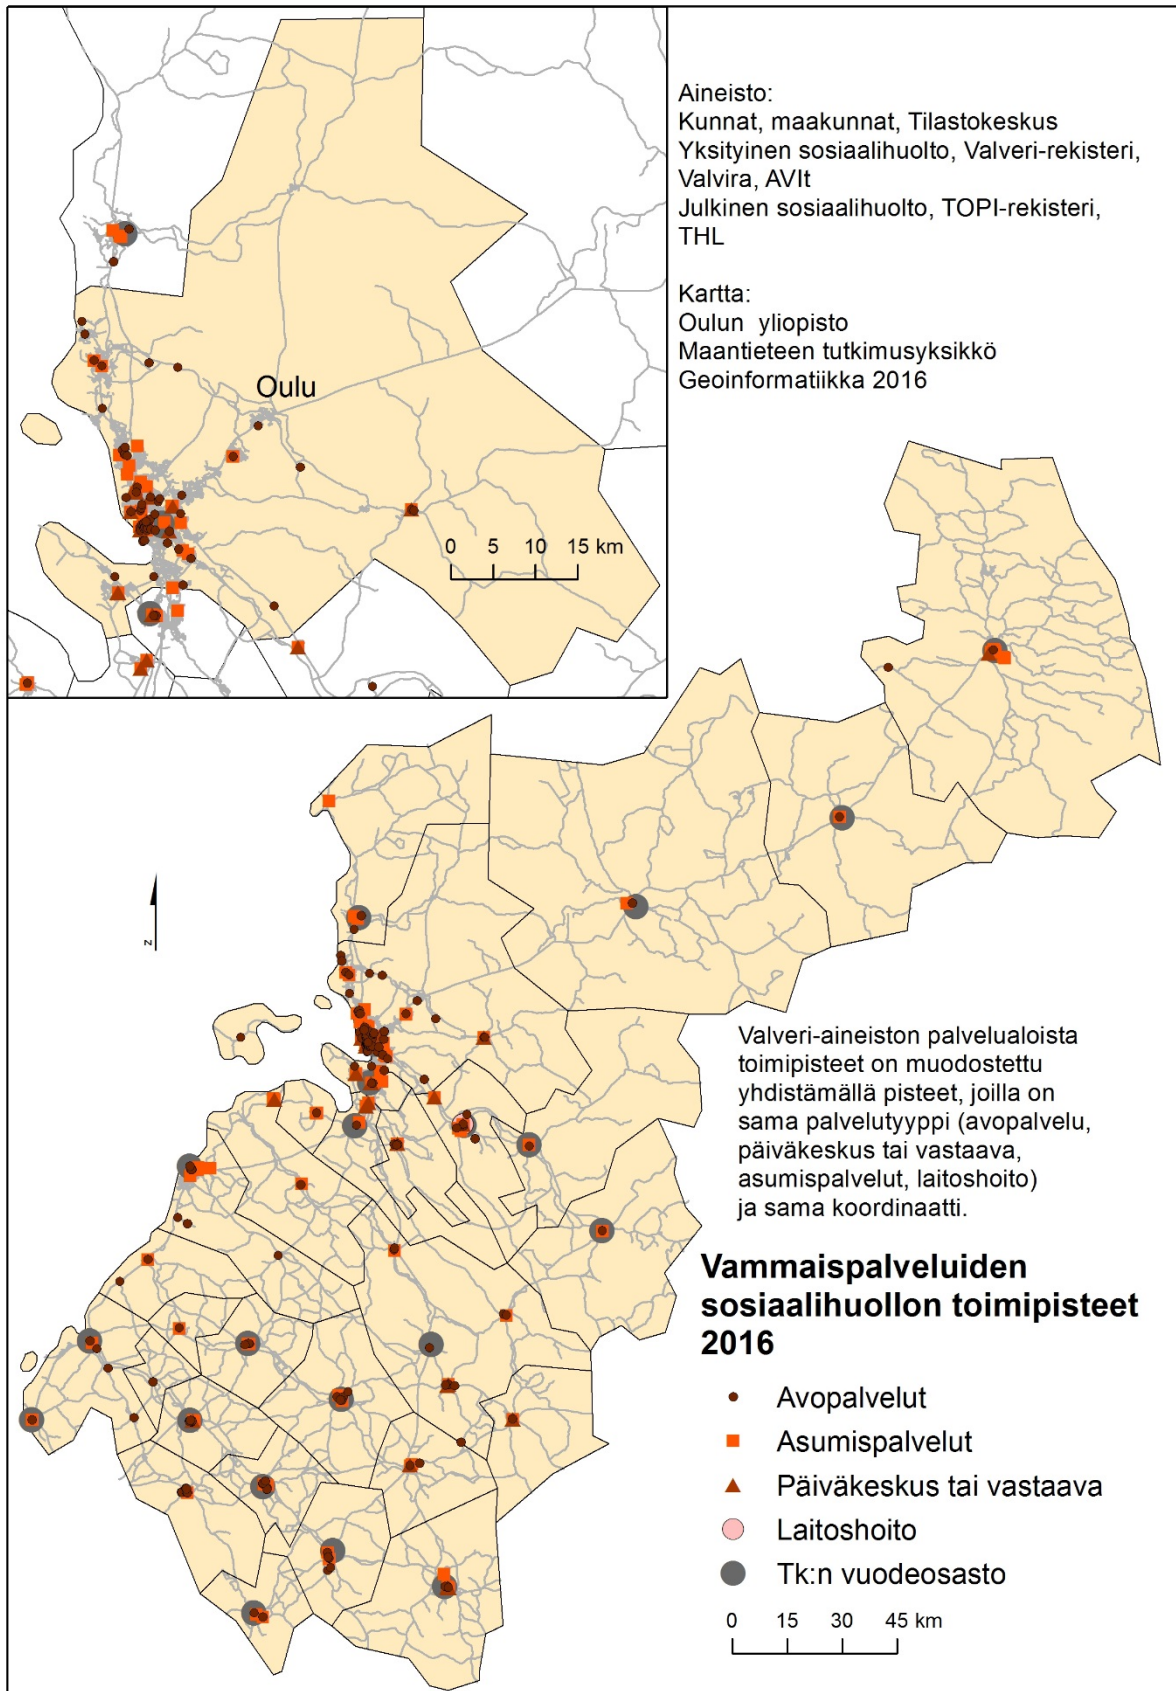 Aineisto:
Kunnat, maakunnat, Tilastokeskus
Yksityinen sosiaalihuolto, Valveri-rekisteri,
Valvira, AVIt
Julkinen sosiaalihuolto, TOPI-rekisteri,
THL
Kartta:
Oulun yliopisto
Maantieteen tutkimusyksikkö
Geoinformatiikka 2016
Oulu
0 5 10 15 km
N
Valveri-aineiston palvelualoista
toimipisteet on muodostettu
yhdistämällä pisteet, joilla on
sama palvelutyyppi (avopalvelu,
päiväkeskus tai vastaava,
asumispalvelut, laitoshoito)
ja sama koordinaatti.
Vammaispalveluiden
sosiaalihuollon toimipisteet
2016
Avopalvelut
Asumispalvelut
Päiväkeskus tai vastaava
Laitoshoito
Tk:n vuodeosasto
0 15 30 45 km